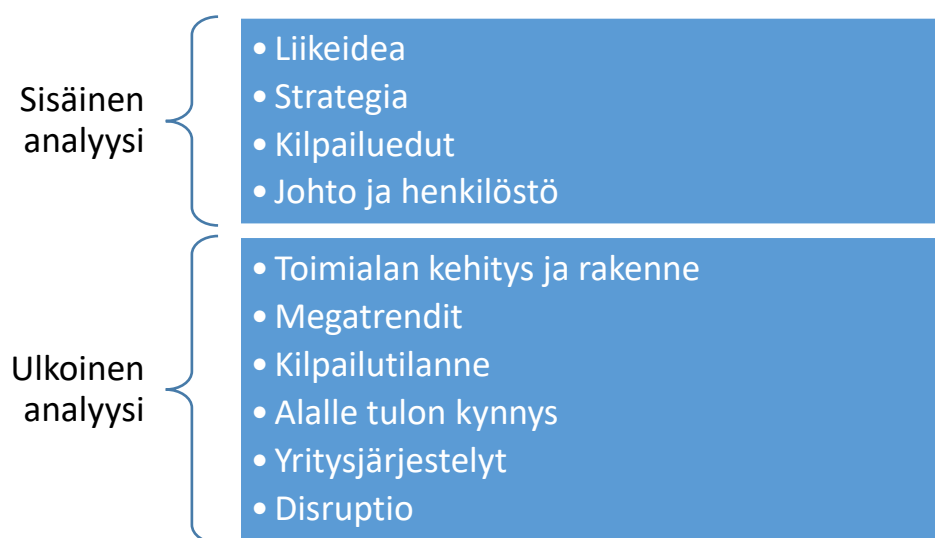 Sisäinen
analyysi
• Liikeidea
• Strategia
• Kilpailuedut
• Johto ja henkilöstö
Ulkoinen
analyysi
• Toimialan kehitys ja rakenne
• Megatrendit
• Kilpailutilanne
• Alalle tulon kynnys
• Yritysjärjestelyt
• Disruptio